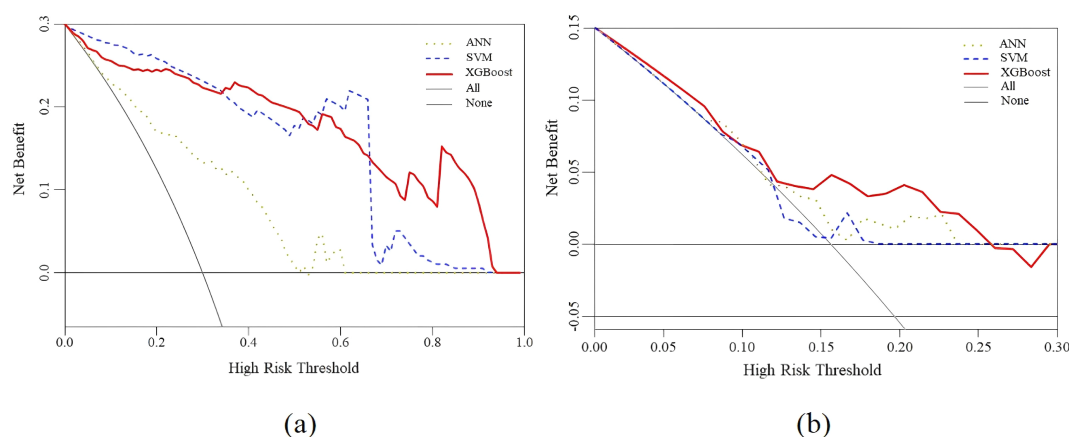 0.3
0.2
0.1
0.0
Net Benefit
ANN
SVM
XGBoost
All
None
0.0 0.2 0.4 0.6 0.8 1.0
High Risk Threshold
(a)
0.15
0.10
0.05
0.00
-0.05
Net Benefit
ANN
SVM
XGBoost
All
None
0.00 0.05 0.10 0.15 0.20 0.25 0.30
High Risk Threshold
(b)